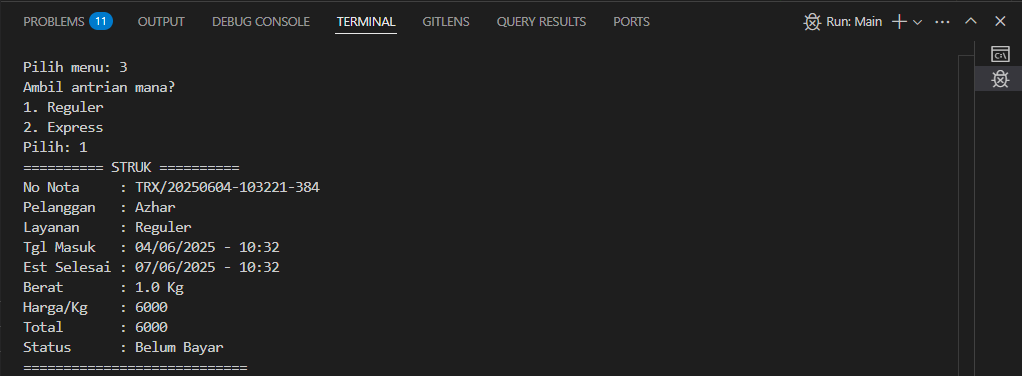 PROBLEMS 11 OUTPUT DEBUG CONSOLE TERMINAL GITLENS QUERY RESULTS PORTS Run: Main
Pilih menu: 3
Ambil antrian mana?
1. Reguler
2. Express
Pilih: 1
========== STRUK ==========
No Nota     : TRX/20250604-103221-384
Pelanggan   : Azhar
Layanan     : Reguler
Tgl Masuk   : 04/06/2025 - 10:32
Est Selesai : 07/06/2025 - 10:32
Berat       : 1.0 Kg
Harga/Kg    : 6000
Total       : 6000
Status      : Belum Bayar
============================